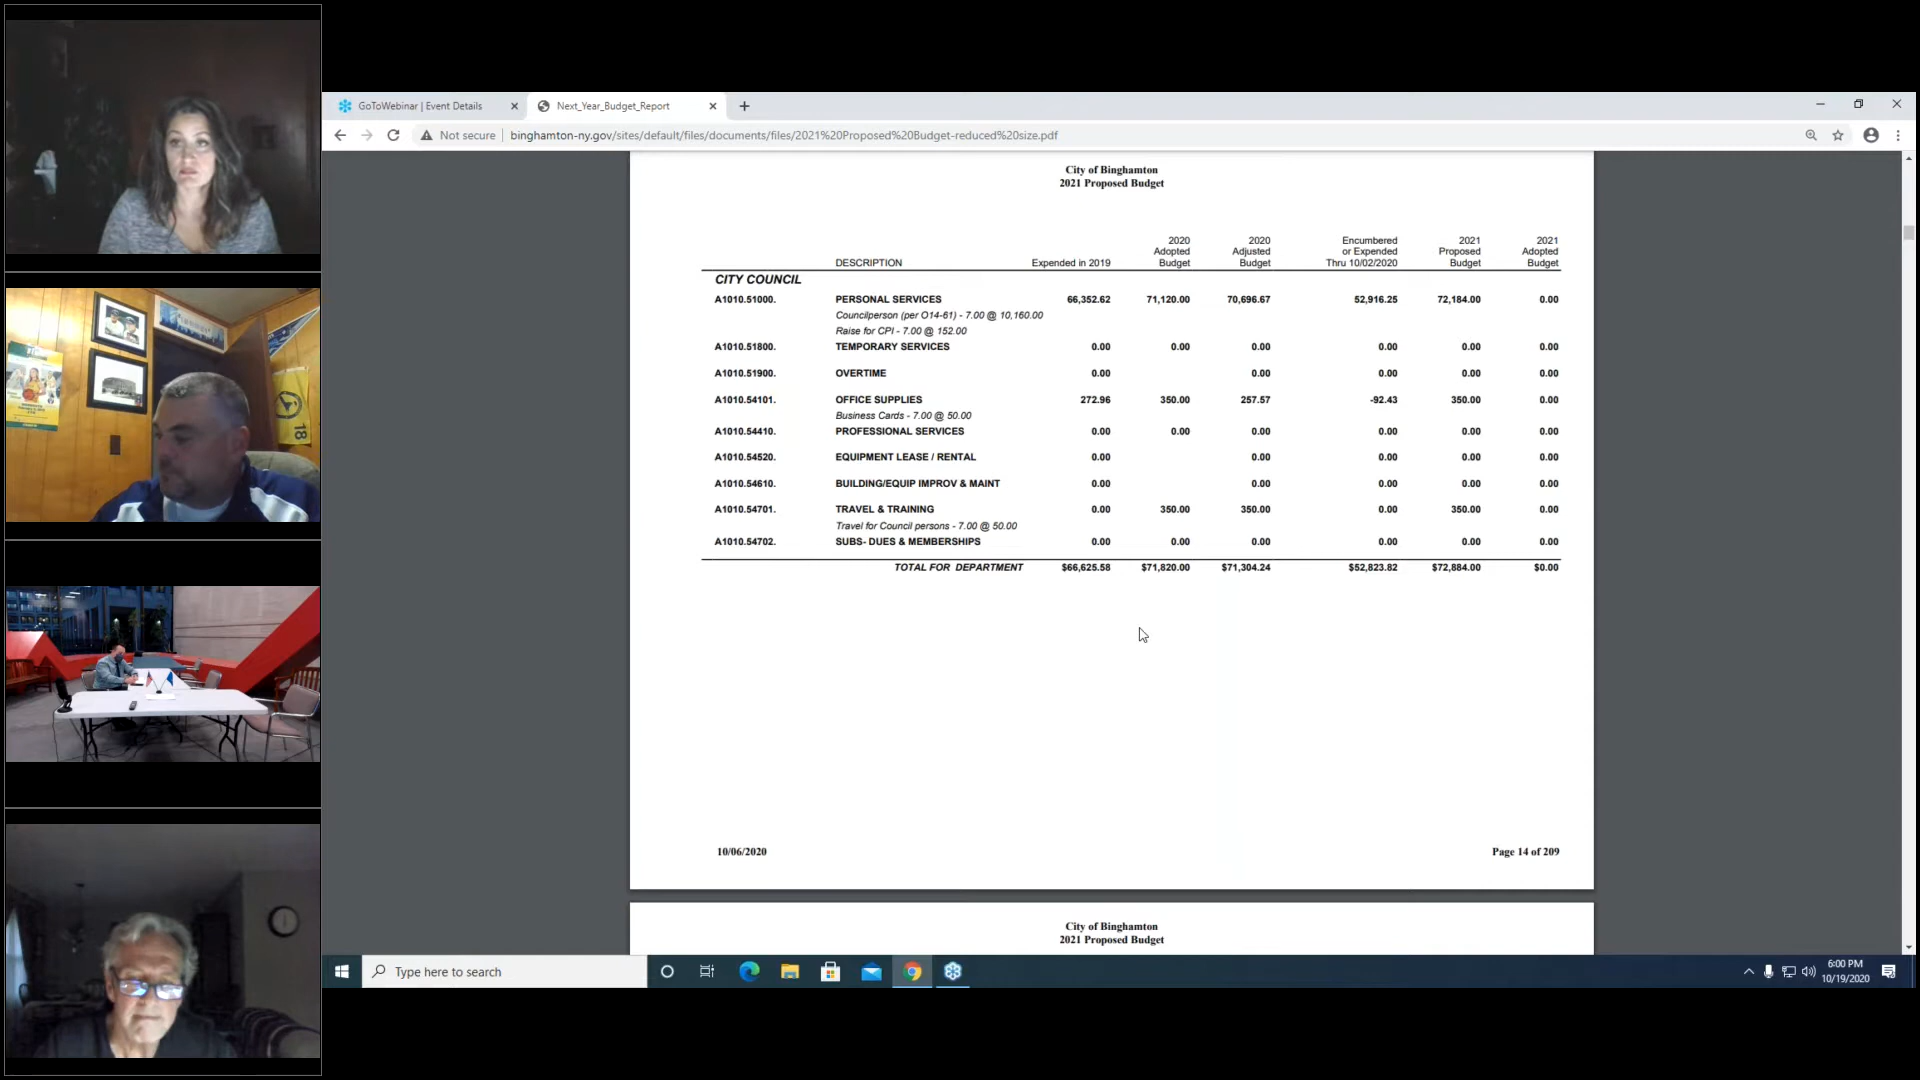 GoToWebinar | Event Details
Next_Year_Budget_Report
Not secure
binghamton-ny.gov/sites/default/files/documents/files/2021%20Proposed%20Budget-reduced%20size.pdf
City of Binghamton
2021 Proposed Budget
DESCRIPTION Expended in 2019 2020 Adopted Budget 2020 Adjusted Budget Encumbered or Expended Thru 10/02/2020 2021 Proposed Budget 2021 Adopted Budget
CITY COUNCIL
A1010.51000. PERSONAL SERVICES 66,352.62 71,120.00 70,696.67 52,916.25 72,184.00 0.00
Councilperson (per O14-61) - 7.00 @ 10,160.00
Raise for CPI - 7.00 @ 152.00
A1010.51800. TEMPORARY SERVICES 0.00 0.00 0.00 0.00 0.00 0.00
A1010.51900. OVERTIME 0.00 0.00 0.00 0.00 0.00
A1010.54101. OFFICE SUPPLIES 272.96 350.00 257.57 -92.43 350.00 0.00
Business Cards - 7.00 @ 50.00
A1010.54410. PROFESSIONAL SERVICES 0.00 0.00 0.00 0.00 0.00 0.00
A1010.54520. EQUIPMENT LEASE / RENTAL 0.00 0.00 0.00 0.00 0.00
A1010.54610. BUILDING/EQUIP IMPROV & MAINT 0.00 0.00 0.00 0.00 0.00
A1010.54701. TRAVEL & TRAINING 0.00 350.00 350.00 0.00 350.00 0.00
Travel for Council persons - 7.00 @ 50.00
A1010.54702. SUBS- DUES & MEMBERSHIPS 0.00 0.00 0.00 0.00 0.00 0.00
TOTAL FOR DEPARTMENT $66,625.58 $71,820.00 $71,304.24 $52,823.82 $72,884.00 $0.00
10/06/2020 Page 14 of 209
City of Binghamton
2021 Proposed Budget
Type here to search
6:00 PM
10/19/2020
18